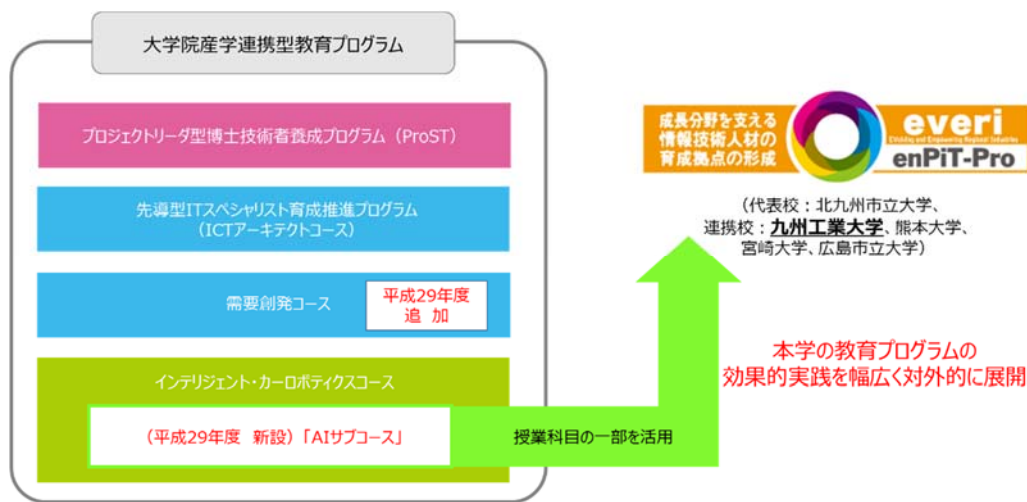 大学院産学連携型教育プログラム
プロジェクトリーダ型博士技術者養成プログラム（ProST）
先導型ITスペシャリスト育成推進プログラム
（ICTアーキテクトコース）
需要創発コース
平成29年度
追 加
インテリジェント・カーロボティクスコース
（平成29年度 新設）「AIサブコース」
授業科目の一部を活用
成長分野を支える
情報技術人材の
育成拠点の形成
everi
enPiT-Pro
（代表校：北九州市立大学、
連携校：九州工業大学、熊本大学、
宮崎大学、広島市立大学）
本学の教育プログラムの
効果的実践を幅広く対外的に展開